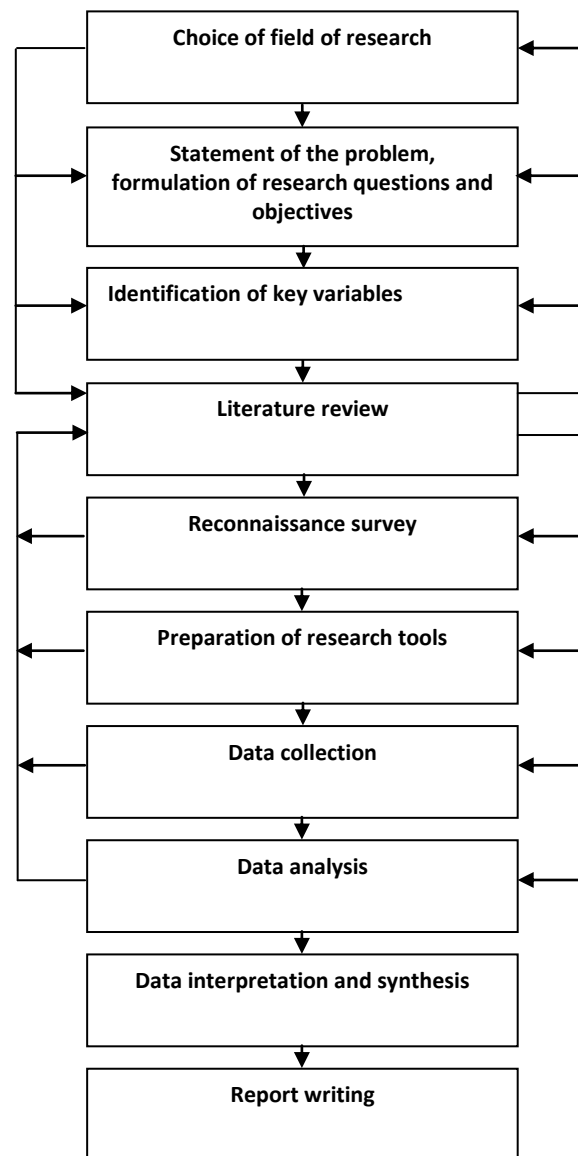 Choice of field of research
Statement of the problem,
formulation of research questions and
objectives
Identification of key variables
Literature review
Reconnaissance survey
Preparation of research tools
Data collection
Data analysis
Data interpretation and synthesis
Report writing